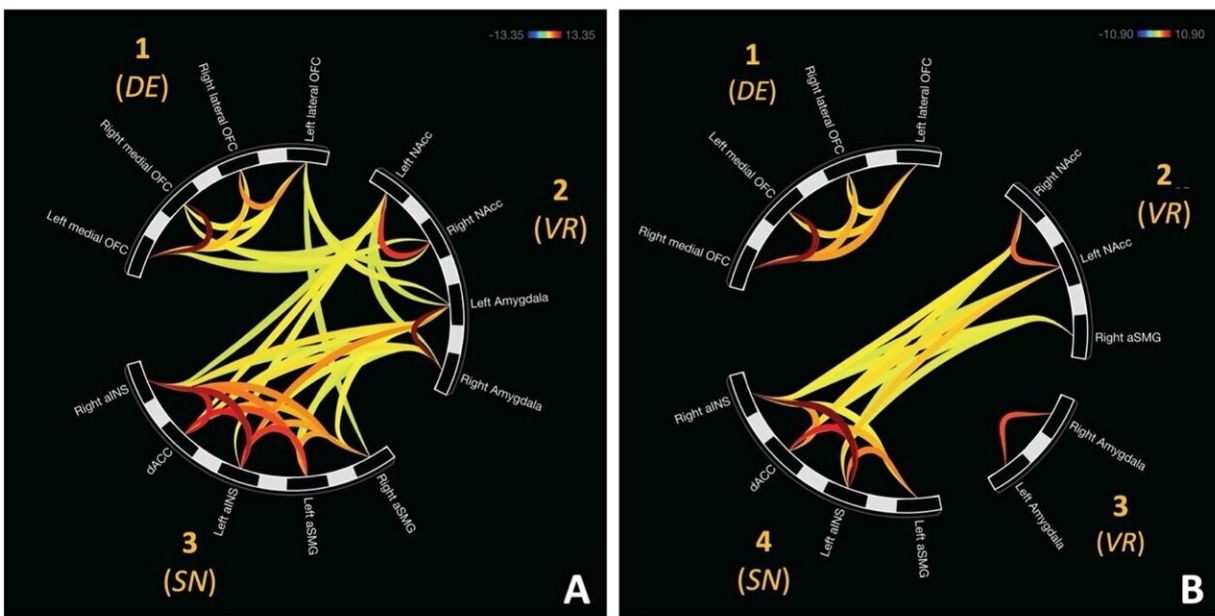 -13.35 13.35
1
(DE)
Left medial OFC
Right medial OFC
Right lateral OFC
Left lateral OFC
2
(VR)
Left NAcc
Right NAcc
Left Amygdala
Right Amygdala
3
(SN)
Right aINS
dACC
Left aINS
Left aSMG
Right aSMG
A
-10.90 10.90
1
(DE)
Right medial OFC
Left medial OFC
Right lateral OFC
Left lateral OFC
2
(VR)
Right NAcc
Left NAcc
Right aSMG
3
(VR)
Right Amygdala
Left Amygdala
4
(SN)
Right aINS
dACC
Left aINS
Left aSMG
B